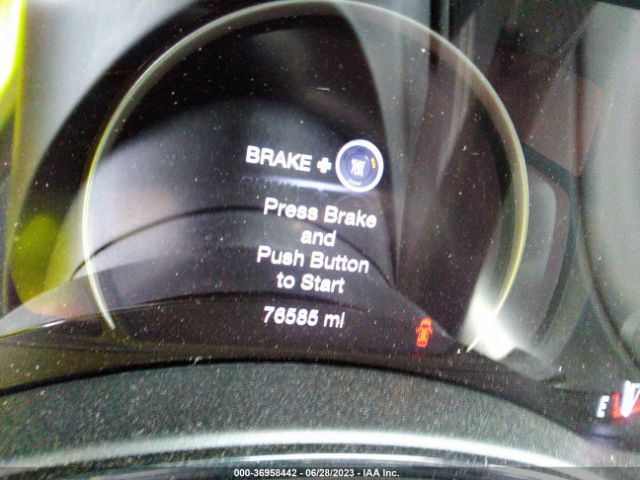 BRAKE +
Press Brake
and
Push Button
to Start
76585 mi
E
000-36958442 - 06/28/2023 - IAA Inc.